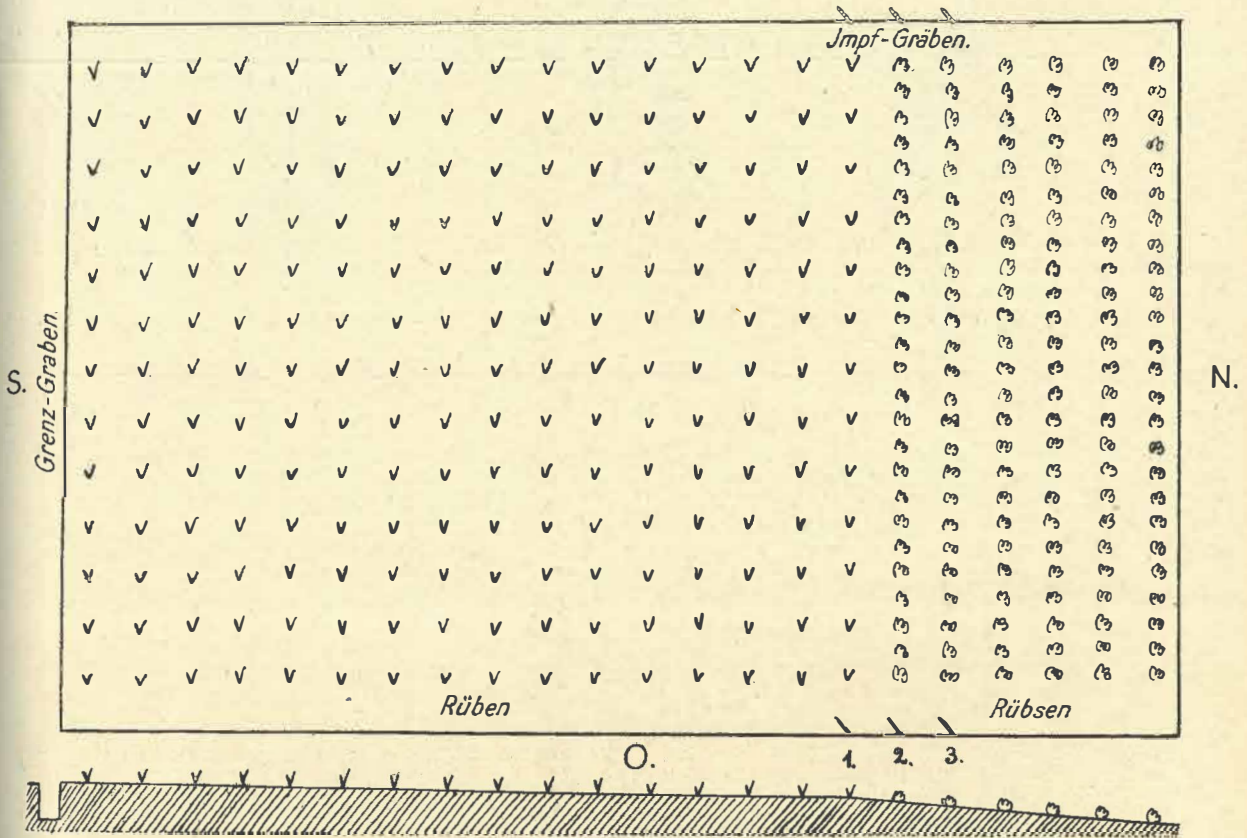 Jmpf-Gräben.
S.
Grenz-Graben.
N.
Rüben
Rübsen
O.
1. 2. 3.